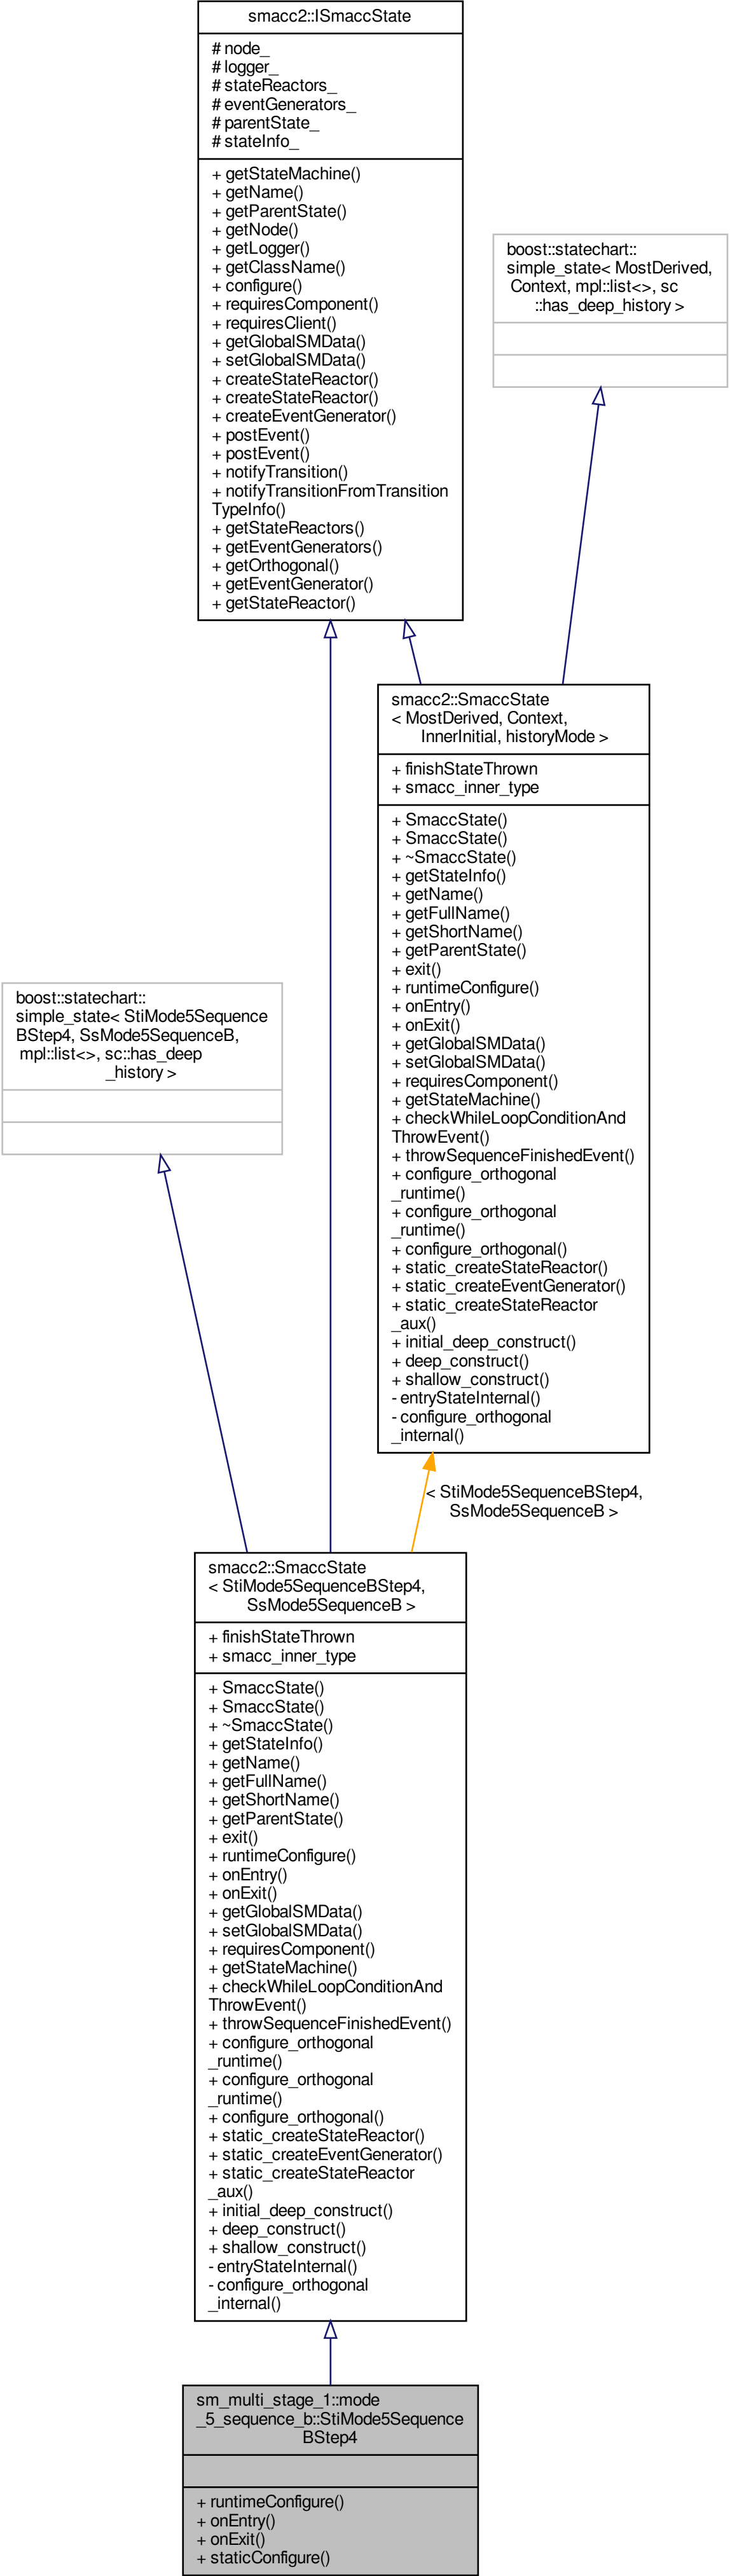 smacc2::ISmaccState
# node_
# logger_
# stateReactors_
# eventGenerators_
# parentState_
# stateInfo_
+ getStateMachine()
+ getName()
+ getParentState()
+ getNode()
+ getLogger()
+ getClassName()
+ configure()
+ requiresComponent()
+ requiresClient()
+ getGlobalSMData()
+ setGlobalSMData()
+ createStateReactor()
+ createStateReactor()
+ createEventGenerator()
+ postEvent()
+ postEvent()
+ notifyTransition()
+ notifyTransitionFromTransition
TypeInfo()
+ getStateReactors()
+ getEventGenerators()
+ getOrthogonal()
+ getEventGenerator()
+ getStateReactor()
boost::statechart::
simple_state< MostDerived,
Context, mpl::list<>, sc
::has_deep_history >
smacc2::SmaccState
< MostDerived, Context,
InnerInitial, historyMode >
+ finishStateThrown
+ smacc_inner_type
+ SmaccState()
+ SmaccState()
+ ~SmaccState()
+ getStateInfo()
+ getName()
+ getFullName()
+ getShortName()
+ getParentState()
+ exit()
+ runtimeConfigure()
+ onEntry()
+ onExit()
+ getGlobalSMData()
+ setGlobalSMData()
+ requiresComponent()
+ getStateMachine()
+ checkWhileLoopConditionAnd
ThrowEvent()
+ throwSequenceFinishedEvent()
+ configure_orthogonal
_runtime()
+ configure_orthogonal
_runtime()
+ configure_orthogonal()
+ static_createStateReactor()
+ static_createEventGenerator()
+ static_createStateReactor
_aux()
+ initial_deep_construct()
+ deep_construct()
+ shallow_construct()
- entryStateInternal()
- configure_orthogonal
_internal()
boost::statechart::
simple_state< StiMode5Sequence
BStep4, SsMode5SequenceB,
mpl::list<>, sc::has_deep
_history >
< StiMode5SequenceBStep4,
SsMode5SequenceB >
smacc2::SmaccState
< StiMode5SequenceBStep4,
SsMode5SequenceB >
+ finishStateThrown
+ smacc_inner_type
+ SmaccState()
+ SmaccState()
+ ~SmaccState()
+ getStateInfo()
+ getName()
+ getFullName()
+ getShortName()
+ getParentState()
+ exit()
+ runtimeConfigure()
+ onEntry()
+ onExit()
+ getGlobalSMData()
+ setGlobalSMData()
+ requiresComponent()
+ getStateMachine()
+ checkWhileLoopConditionAnd
ThrowEvent()
+ throwSequenceFinishedEvent()
+ configure_orthogonal
_runtime()
+ configure_orthogonal
_runtime()
+ configure_orthogonal()
+ static_createStateReactor()
+ static_createEventGenerator()
+ static_createStateReactor
_aux()
+ initial_deep_construct()
+ deep_construct()
+ shallow_construct()
- entryStateInternal()
- configure_orthogonal
_internal()
sm_multi_stage_1::mode
_5_sequence_b::StiMode5Sequence
BStep4
+ runtimeConfigure()
+ onEntry()
+ onExit()
+ staticConfigure()